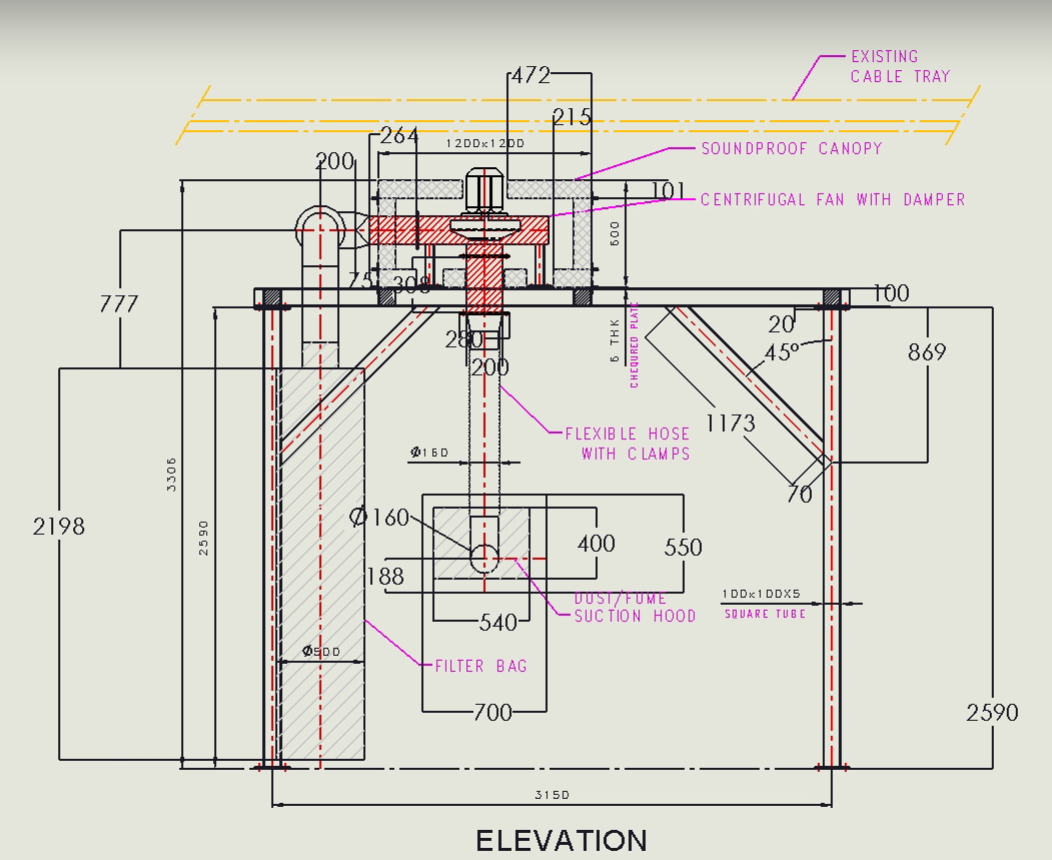 EXISTING
CABLE TRAY
472
215
264
1200x1200
200
SOUNDPROOF CANOPY
101
CENTRIFUGAL FAN WITH DAMPER
600
75
308
100
777
280
200
6 THK
CHEQURED PLATE
20
45°
869
1173
FLEXIBLE HOSE
WITH CLAMPS
Ø160
70
3306
2590
2198
Ø160
400
550
188
DUST/FUME
SUCTION HOOD
540
100x100X5
SQUARE TUBE
Ø500
FILTER BAG
700
2590
3150
ELEVATION